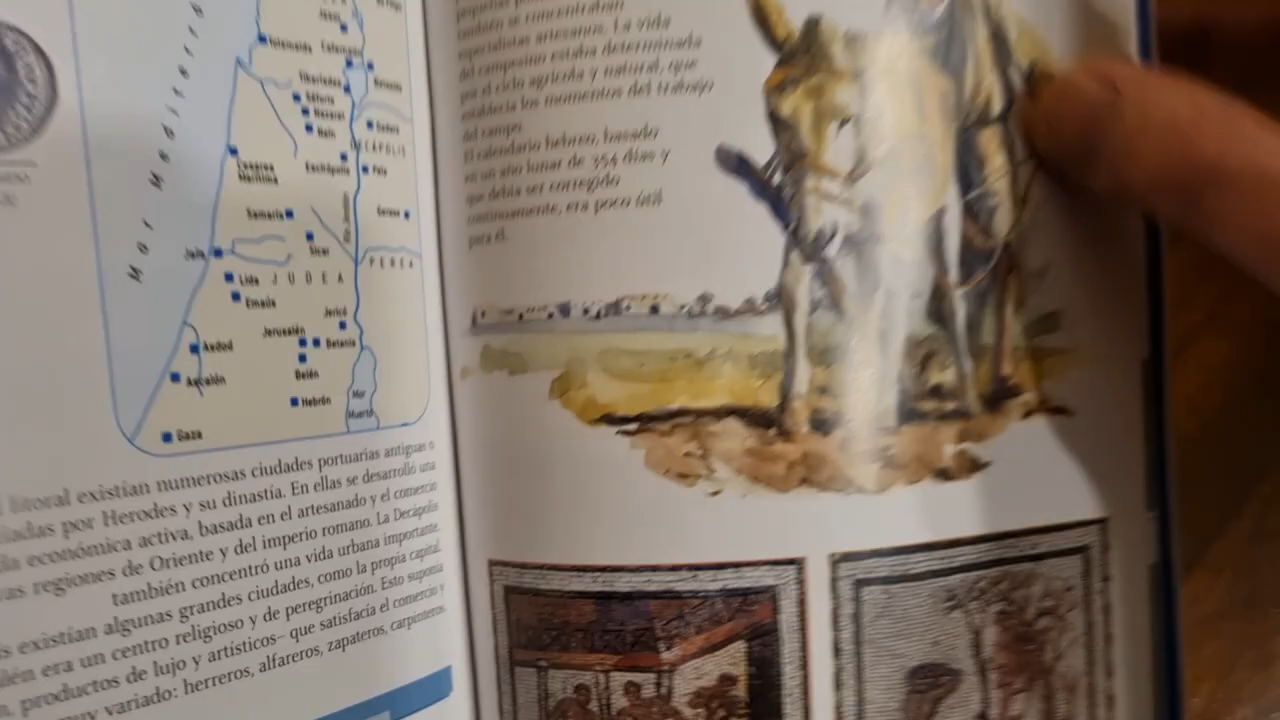 Mar Mediterrá
Tolemaida
Cafarnaún
Tiberíades
Séforis
Nazaret
Naín
Gadara
DECÁPOLIS
Cesarea
Marítima
Escitópolis
Pela
Samaría
Gerasa
Río Jordán
Sicar
Jafa
PEREA
Lida
JUDEA
Emaús
Jericó
Jerusalén
Asdod
Betania
Ascalón
Belén
Hebrón
Mar
Muerto
Gaza
litoral existían numerosas ciudades portuarias antiguas o
por Herodes y su dinastía. En ellas se desarrolló una
económica activa, basada en el artesanado y el comercio
regiones de Oriente y del imperio romano. La Decápolis
también concentró una vida urbana importante.
existían algunas grandes ciudades, como la propia capital.
era un centro religioso y de peregrinación. Esto suponía
productos de lujo y artísticos– que satisfacía el comercio y
muy variado: herreros, alfareros, zapateros, carpinteros,
también se concentraban
especialistas artesanos. La vida
del campesino estaba determinada
por el ciclo agrícola y natural, que
establecía los momentos del trabajo
del campo.
El calendario hebreo, basado
en un año lunar de 354 días y
que debía ser corregido
continuamente, era poco útil
para él.